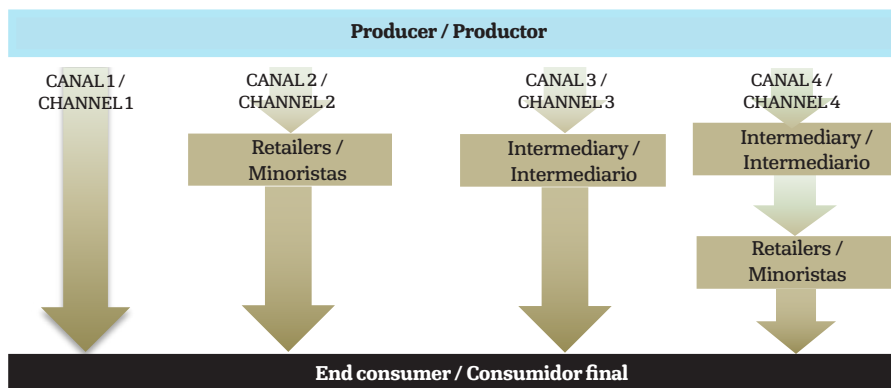 Producer / Productor
CANAL 1 /
CHANNEL 1
CANAL 2 /
CHANNEL 2
Retailers /
Minoristas
CANAL 3 /
CHANNEL 3
Intermediary /
Intermediario
CANAL 4 /
CHANNEL 4
Intermediary /
Intermediario
Retailers /
Minoristas
End consumer / Consumidor final